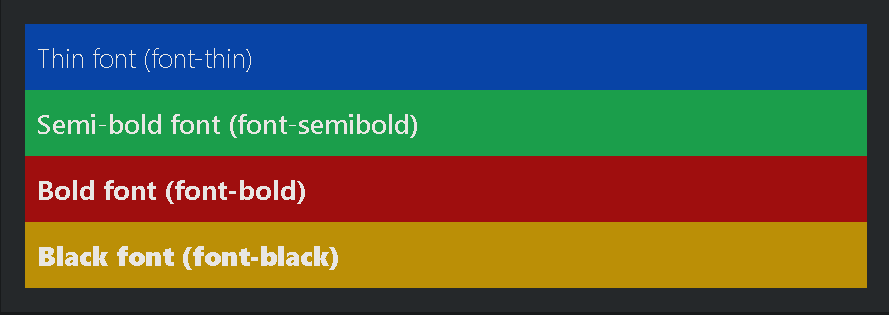 Thin font (font-thin)
Semi-bold font (font-semibold)
Bold font (font-bold)
Black font (font-black)